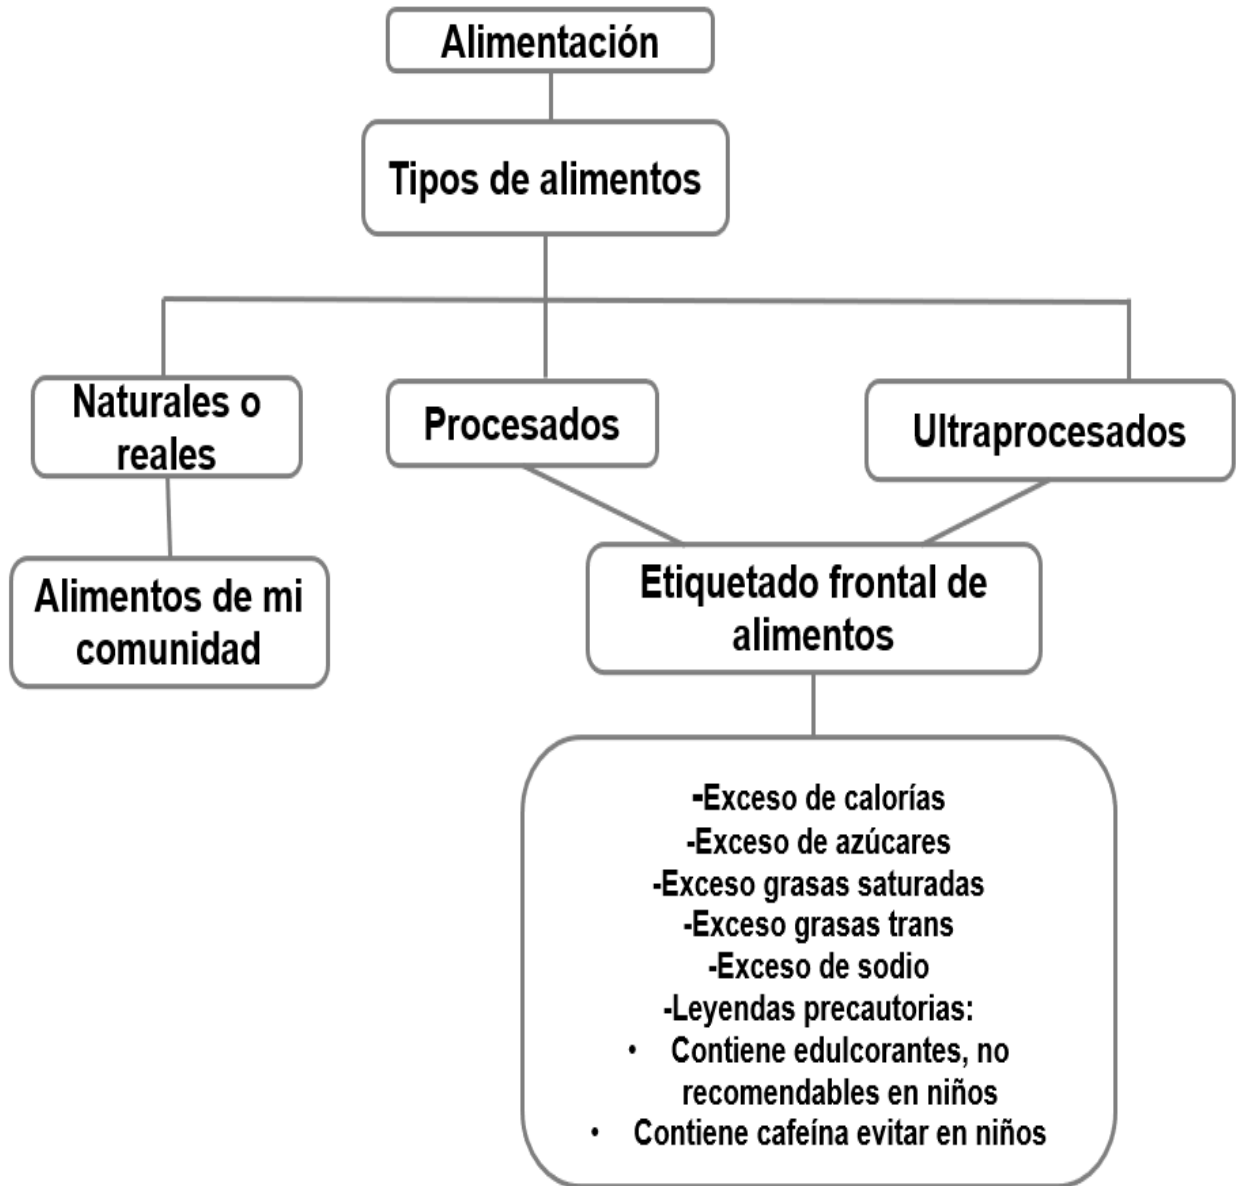 Alimentación
Tipos de alimentos
Naturales o
reales
Procesados
Ultraprocesados
Alimentos de mi
comunidad
Etiquetado frontal de
alimentos
-Exceso de calorías
-Exceso de azúcares
-Exceso grasas saturadas
-Exceso grasas trans
-Exceso de sodio
-Leyendas precautorias:
• Contiene edulcorantes, no
recomendables en niños
• Contiene cafeína evitar en niños